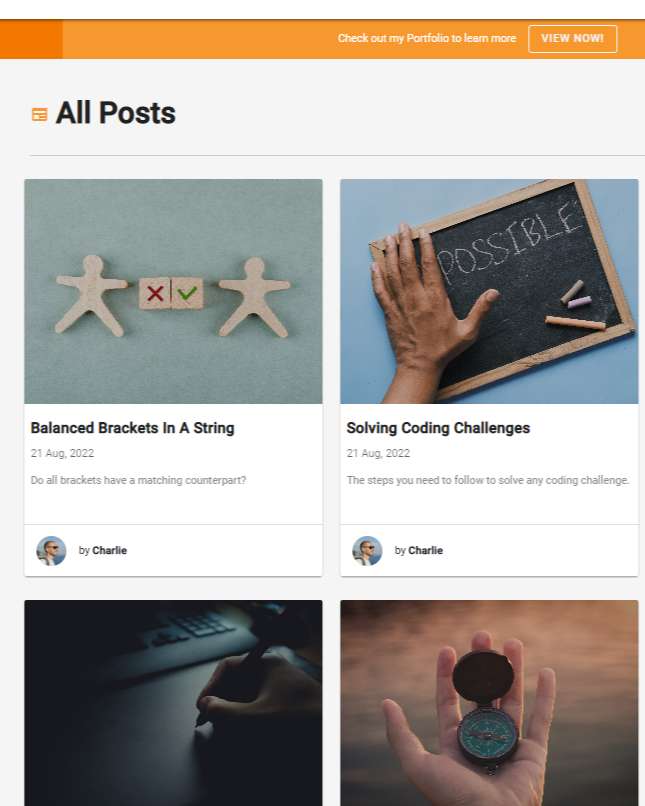 Check out my Portfolio to learn more VIEW NOW!
All Posts
POSSIBLE
Balanced Brackets In A String
21 Aug, 2022
Do all brackets have a matching counterpart?
by Charlie
Solving Coding Challenges
21 Aug, 2022
The steps you need to follow to solve any coding challenge.
by Charlie